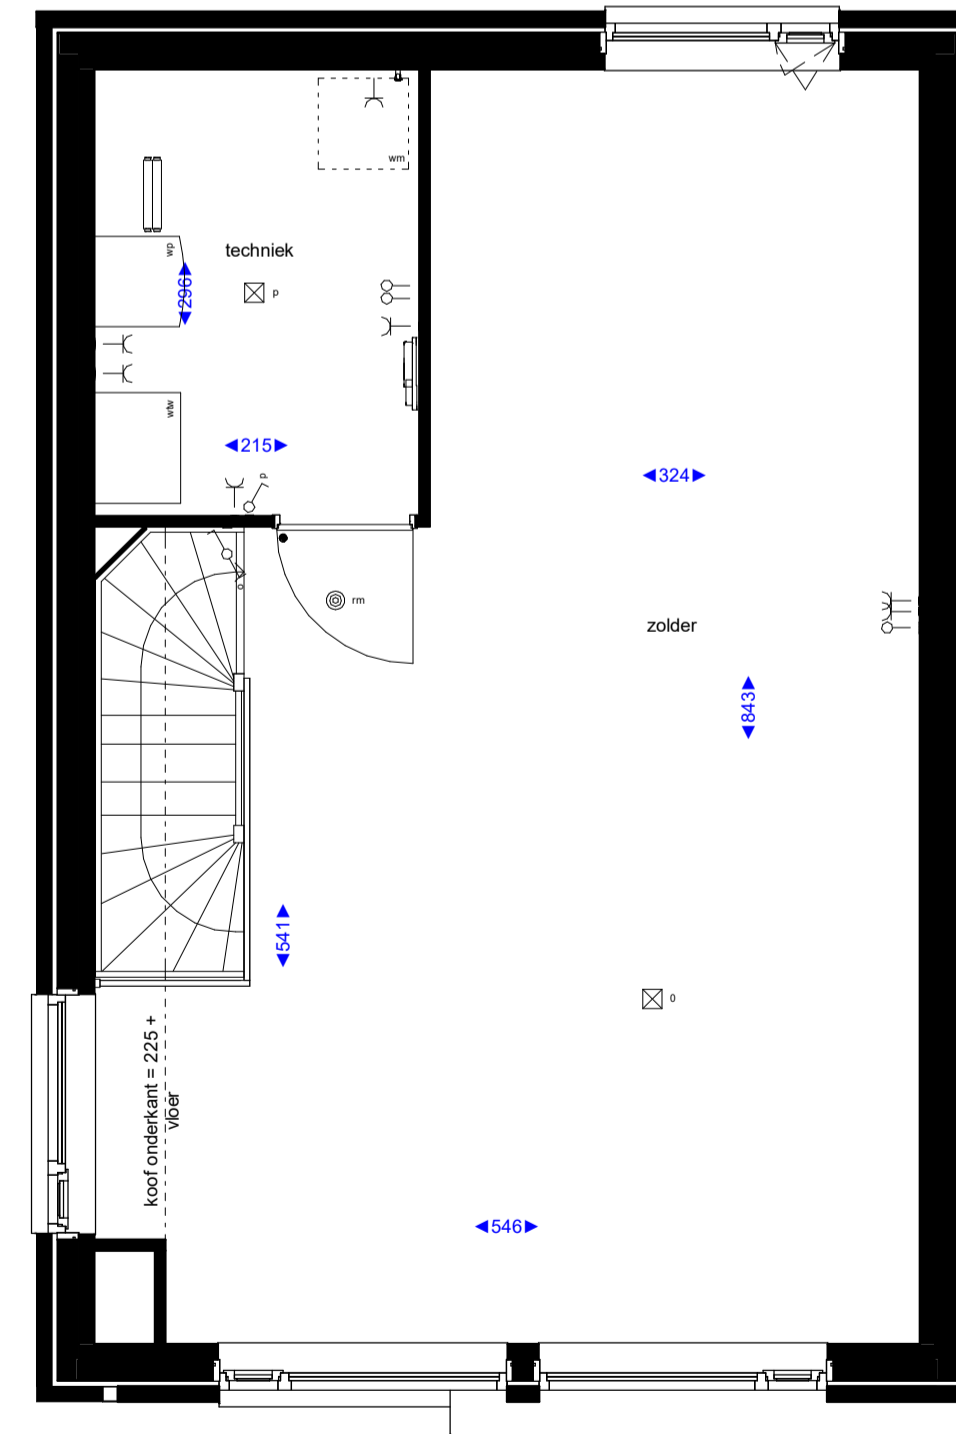 wm
wp
techniek
296
p
wtw
215
324
p
o
rm
zolder
843
541
0
koof onderkant = 225 +
vloer
546